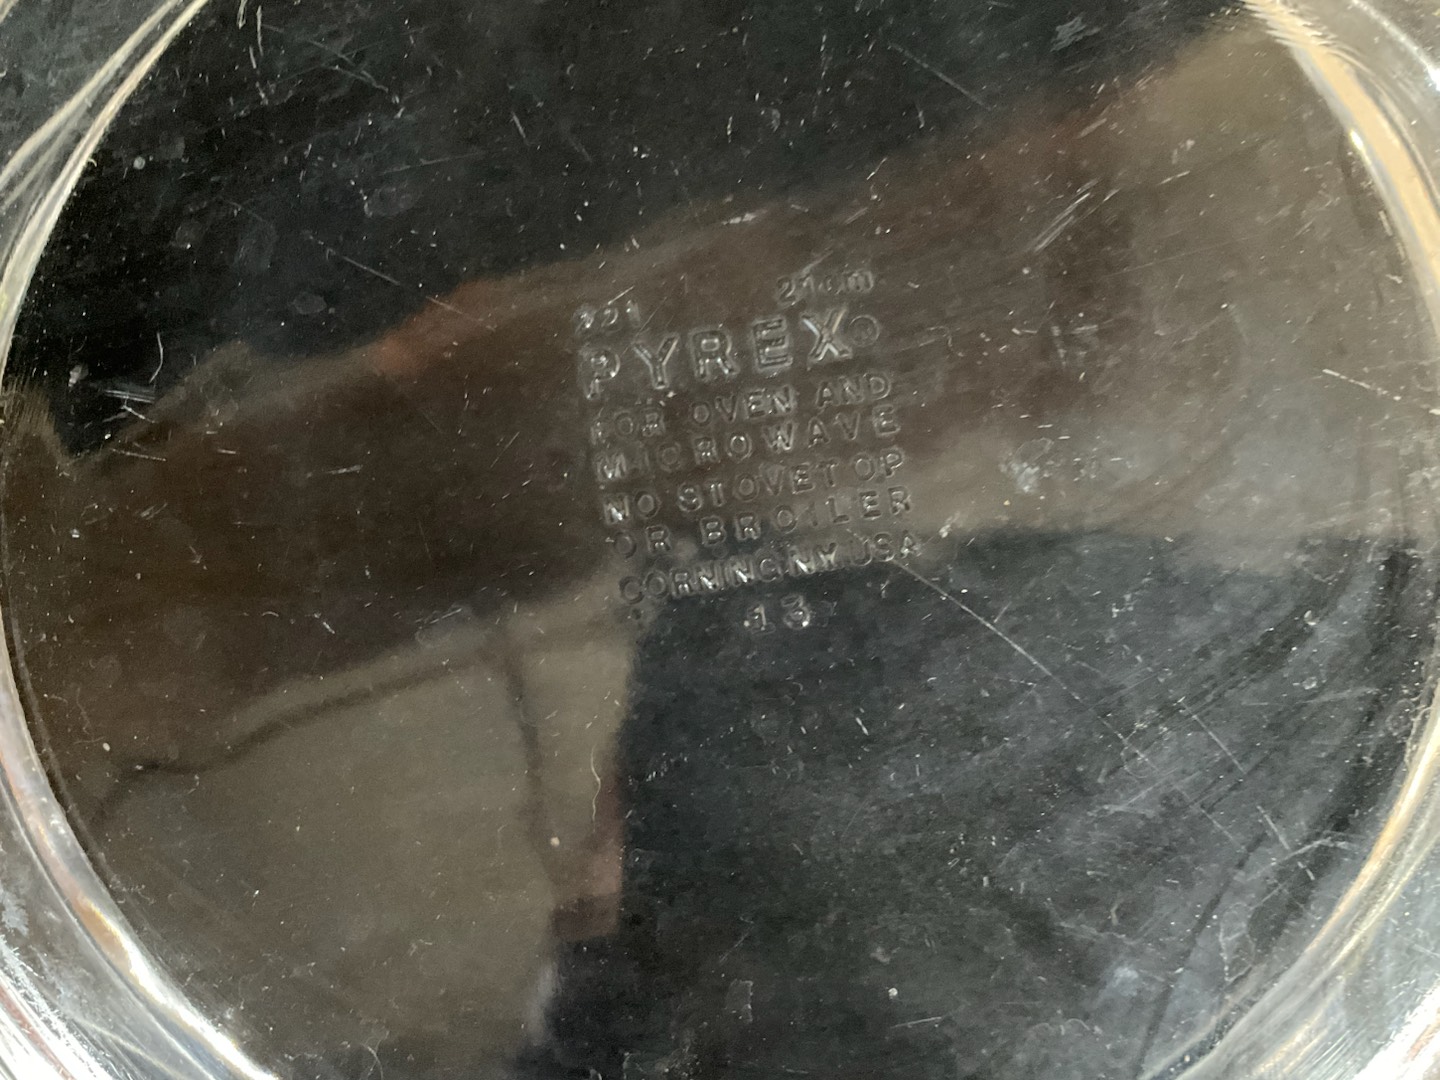 221 21cm
PYREX®
FOR OVEN AND
MICROWAVE
NO STOVETOP
OR BROILER
CORNING NY, USA
13